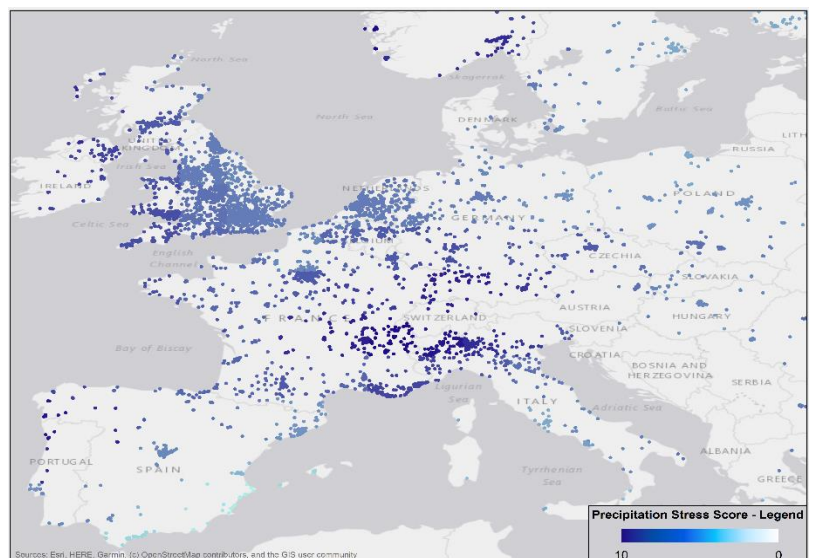 North Sea
Skagerrak
North Sea
DENMARK
Baltic Sea
LITH
RUSSIA
UNITED
KINGDOM
Irish Sea
IRELAND
NETHERLANDS
POLAND
GERMANY
Celtic Sea
BELGIUM
English
Channel
CZECHIA
SLOVAKIA
AUSTRIA
FRANCE
SWITZERLAND
HUNGARY
SLOVENIA
Bay of Biscay
CROATIA
BOSNIA AND
HERZEGOVINA
SERBIA
Ligurian
Sea
ITALY
Adriatic Sea
ALBANIA
PORTUGAL
SPAIN
Tyrrhenian
Sea
GREECE
Precipitation Stress Score - Legend
10 0
Sources: Esri, HERE, Garmin, (c) OpenStreetMap contributors, and the GIS user community